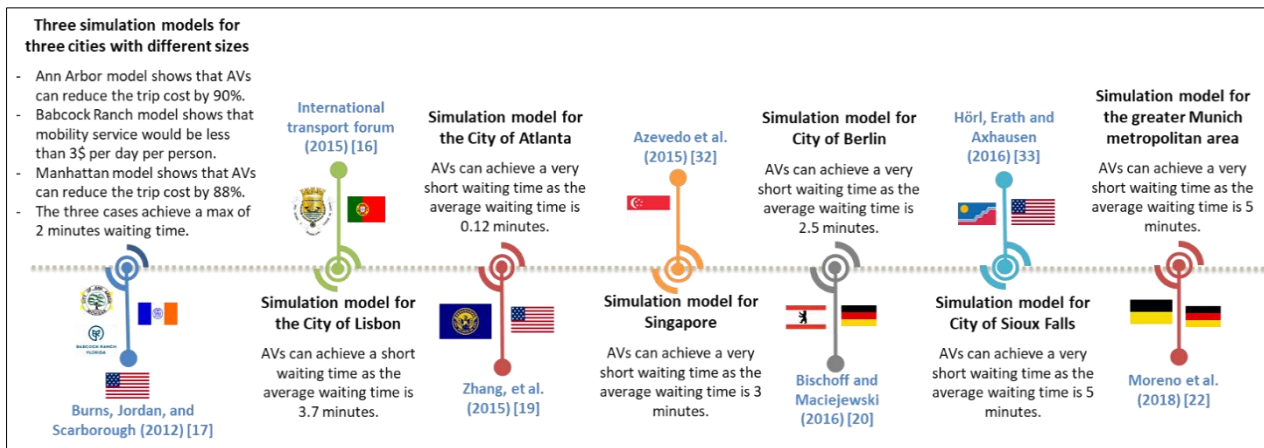 Three simulation models for
three cities with different sizes
- Ann Arbor model shows that AVs
can reduce the trip cost by 90%.
- Babcock Ranch model shows that
mobility service would be less
than 3$ per day per person.
- Manhattan model shows that AVs
can reduce the trip cost by 88%.
- The three cases achieve a max of
2 minutes waiting time.
BABCOCK RANCH
FLORIDA
Burns, Jordan, and
Scarborough (2012) [17]
International
transport forum
(2015) [16]
Simulation model for
the City of Lisbon
AVs can achieve a short
waiting time as the
average waiting time is
3.7 minutes.
Simulation model for
the City of Atlanta
AVs can achieve a very
short waiting time as the
average waiting time is
0.12 minutes.
Zhang, et al.
(2015) [19]
Azevedo et al.
(2015) [32]
Simulation model for
Singapore
AVs can achieve a very
short waiting time as the
average waiting time is 3
minutes.
Simulation model for
City of Berlin
AVs can achieve a very
short waiting time as the
average waiting time is
2.5 minutes.
Bischoff and
Maciejewski
(2016) [20]
Hörl, Erath and
Axhausen
(2016) [33]
Simulation model for
City of Sioux Falls
AVs can achieve a very
short waiting time as the
average waiting time is 5
minutes.
Simulation model for
the greater Munich
metropolitan area
AVs can achieve a very
short waiting time as the
average waiting time is 5
minutes.
Moreno et al.
(2018) [22]